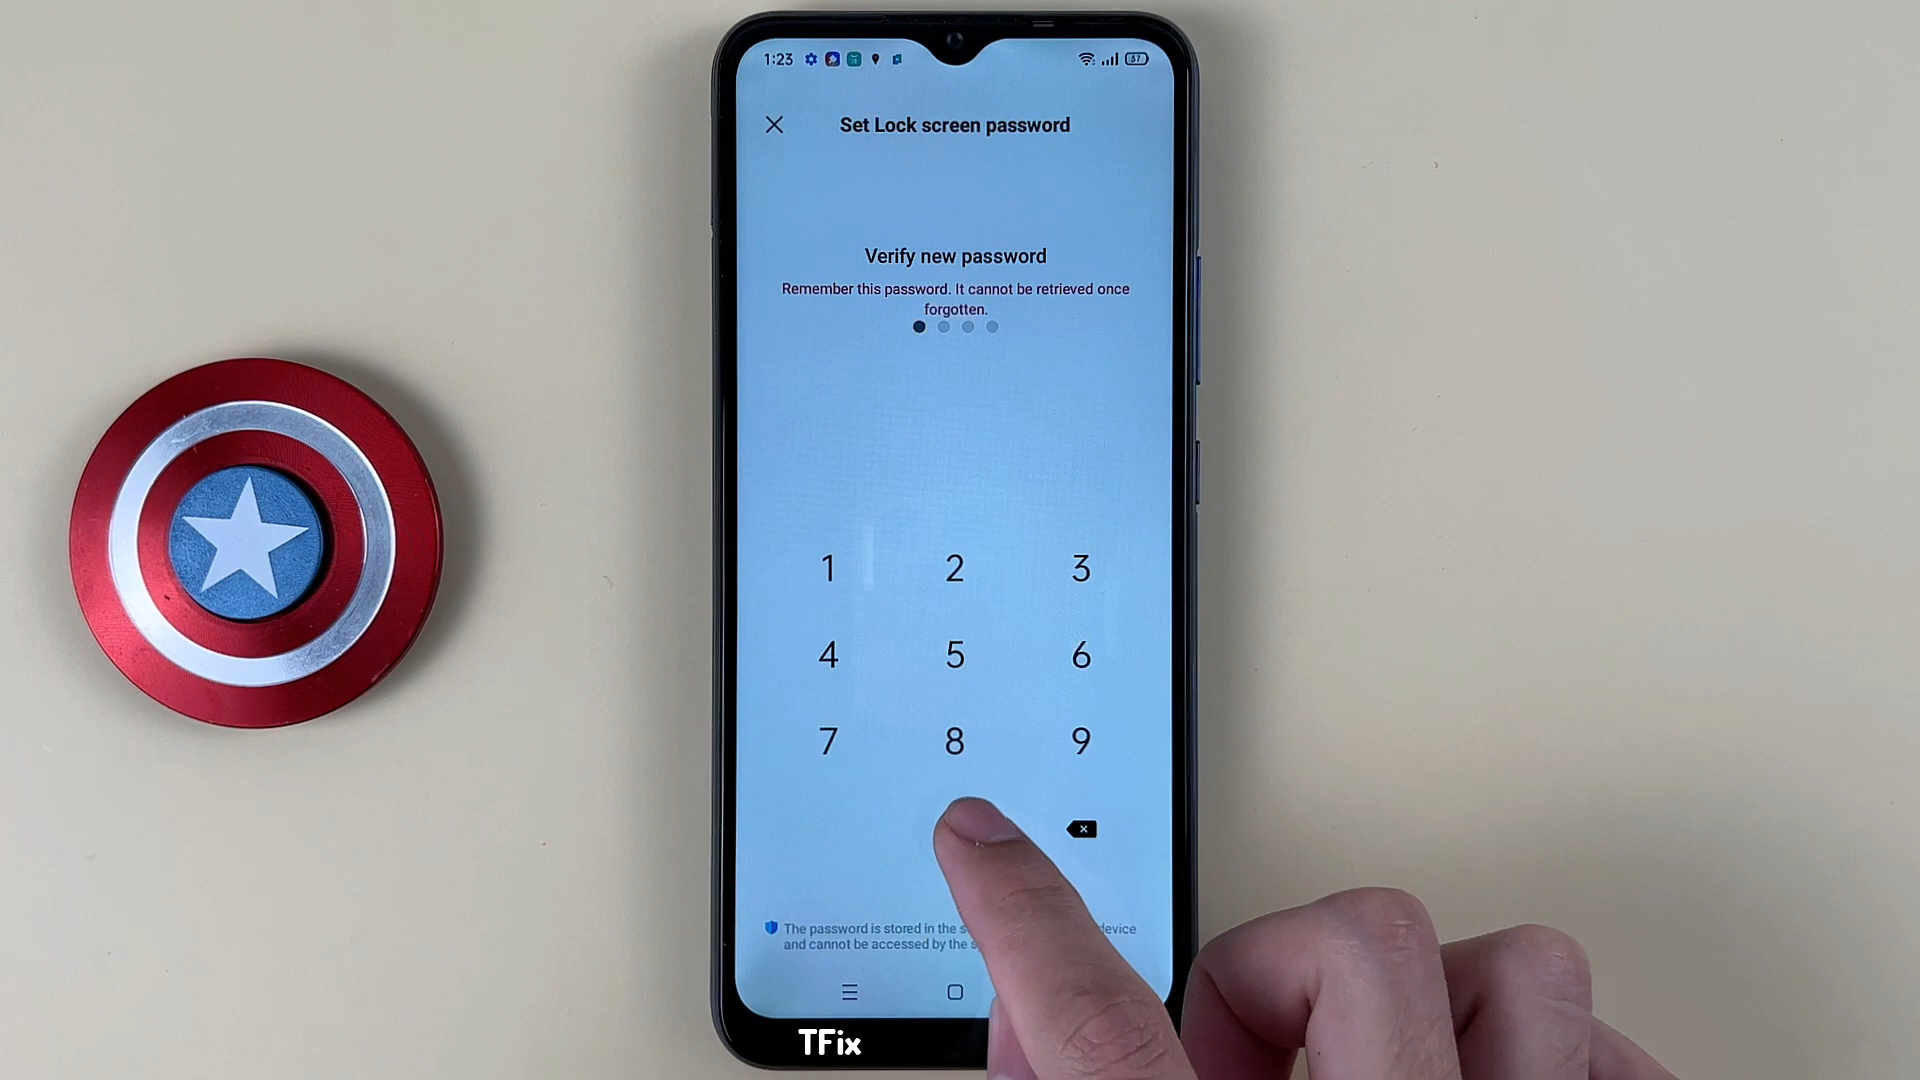 1:23
37
Set Lock screen password
Verify new password
Remember this password. It cannot be retrieved once
forgotten.
1 2 3
4 5 6
7 8 9
The password is stored in the s device
and cannot be accessed by the s
TFix